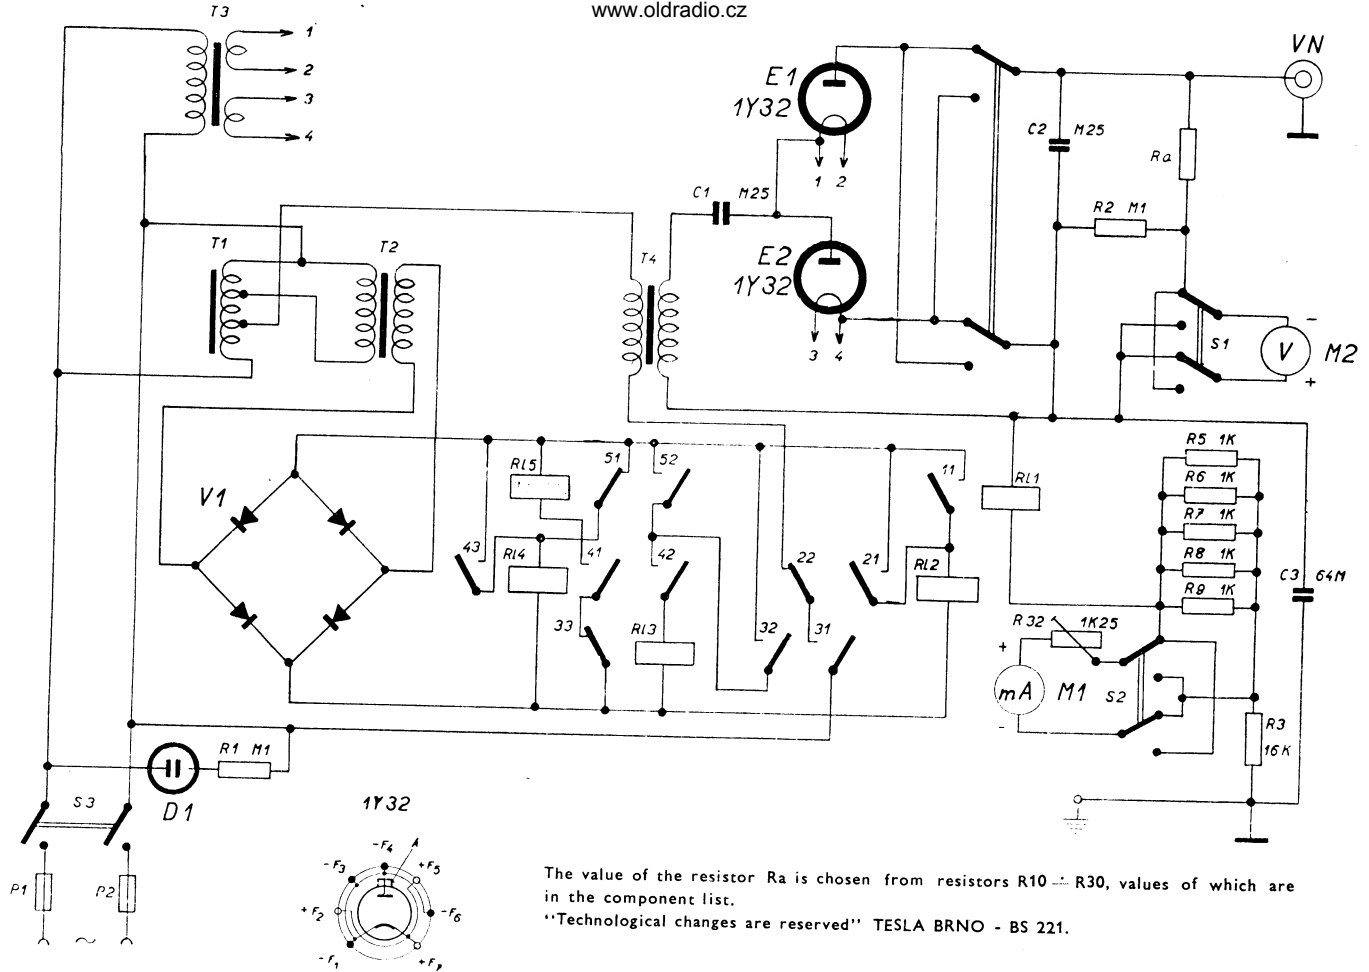 www.oldradio.cz
T3
1
2
3
4
E1
1Y32
1 2
VN
C2 M25
Ra
C1 M25
R2 M1
T1
T2
T4
E2
1Y32
3 4
S1
V
M2
-
+
V1
Rl5
51
52
11
Rl1
R5 1K
R6 1K
R7 1K
R8 1K
R9 1K
43
Rl4
41
42
22
21
Rl2
C3 64M
33
Rl3
32
31
R32 1K25
+
mA
M1
-
S2
R3
16K
R1 M1
D1
S3
P1
P2
~
1Y32
A
-F4
-F3
+F5
+F2
-F6
-F1
+F7
The value of the resistor Ra is chosen from resistors R10 ÷ R30, values of which are
in the component list.
"Technological changes are reserved" TESLA BRNO - BS 221.